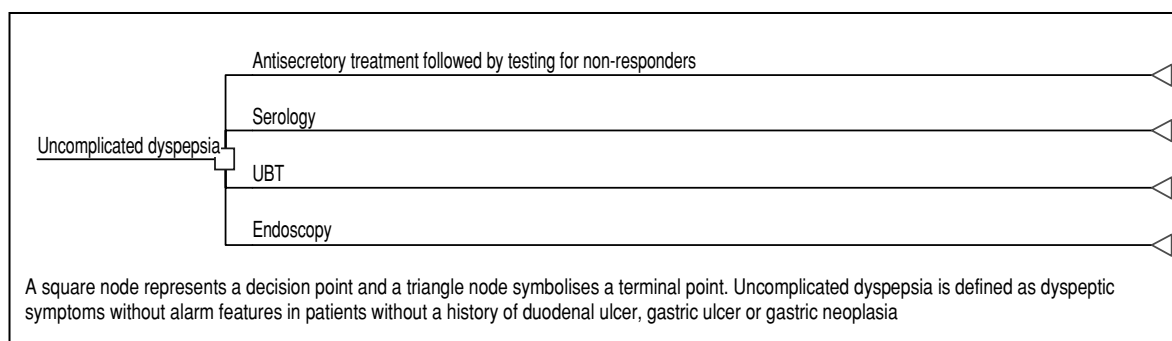 Antisecretory treatment followed by testing for non-responders
Serology
Uncomplicated dyspepsia
UBT
Endoscopy
A square node represents a decision point and a triangle node symbolises a terminal point. Uncomplicated dyspepsia is defined as dyspeptic
symptoms without alarm features in patients without a history of duodenal ulcer, gastric ulcer or gastric neoplasia